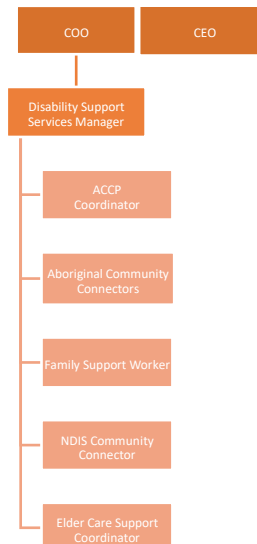 COO
CEO
Disability Support
Services Manager
ACCP
Coordinator
Aboriginal Community
Connectors
Family Support Worker
NDIS Community
Connector
Elder Care Support
Coordinator